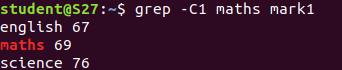 student@S27:~$ grep -C1 maths mark1
english 67
maths 69
science 76